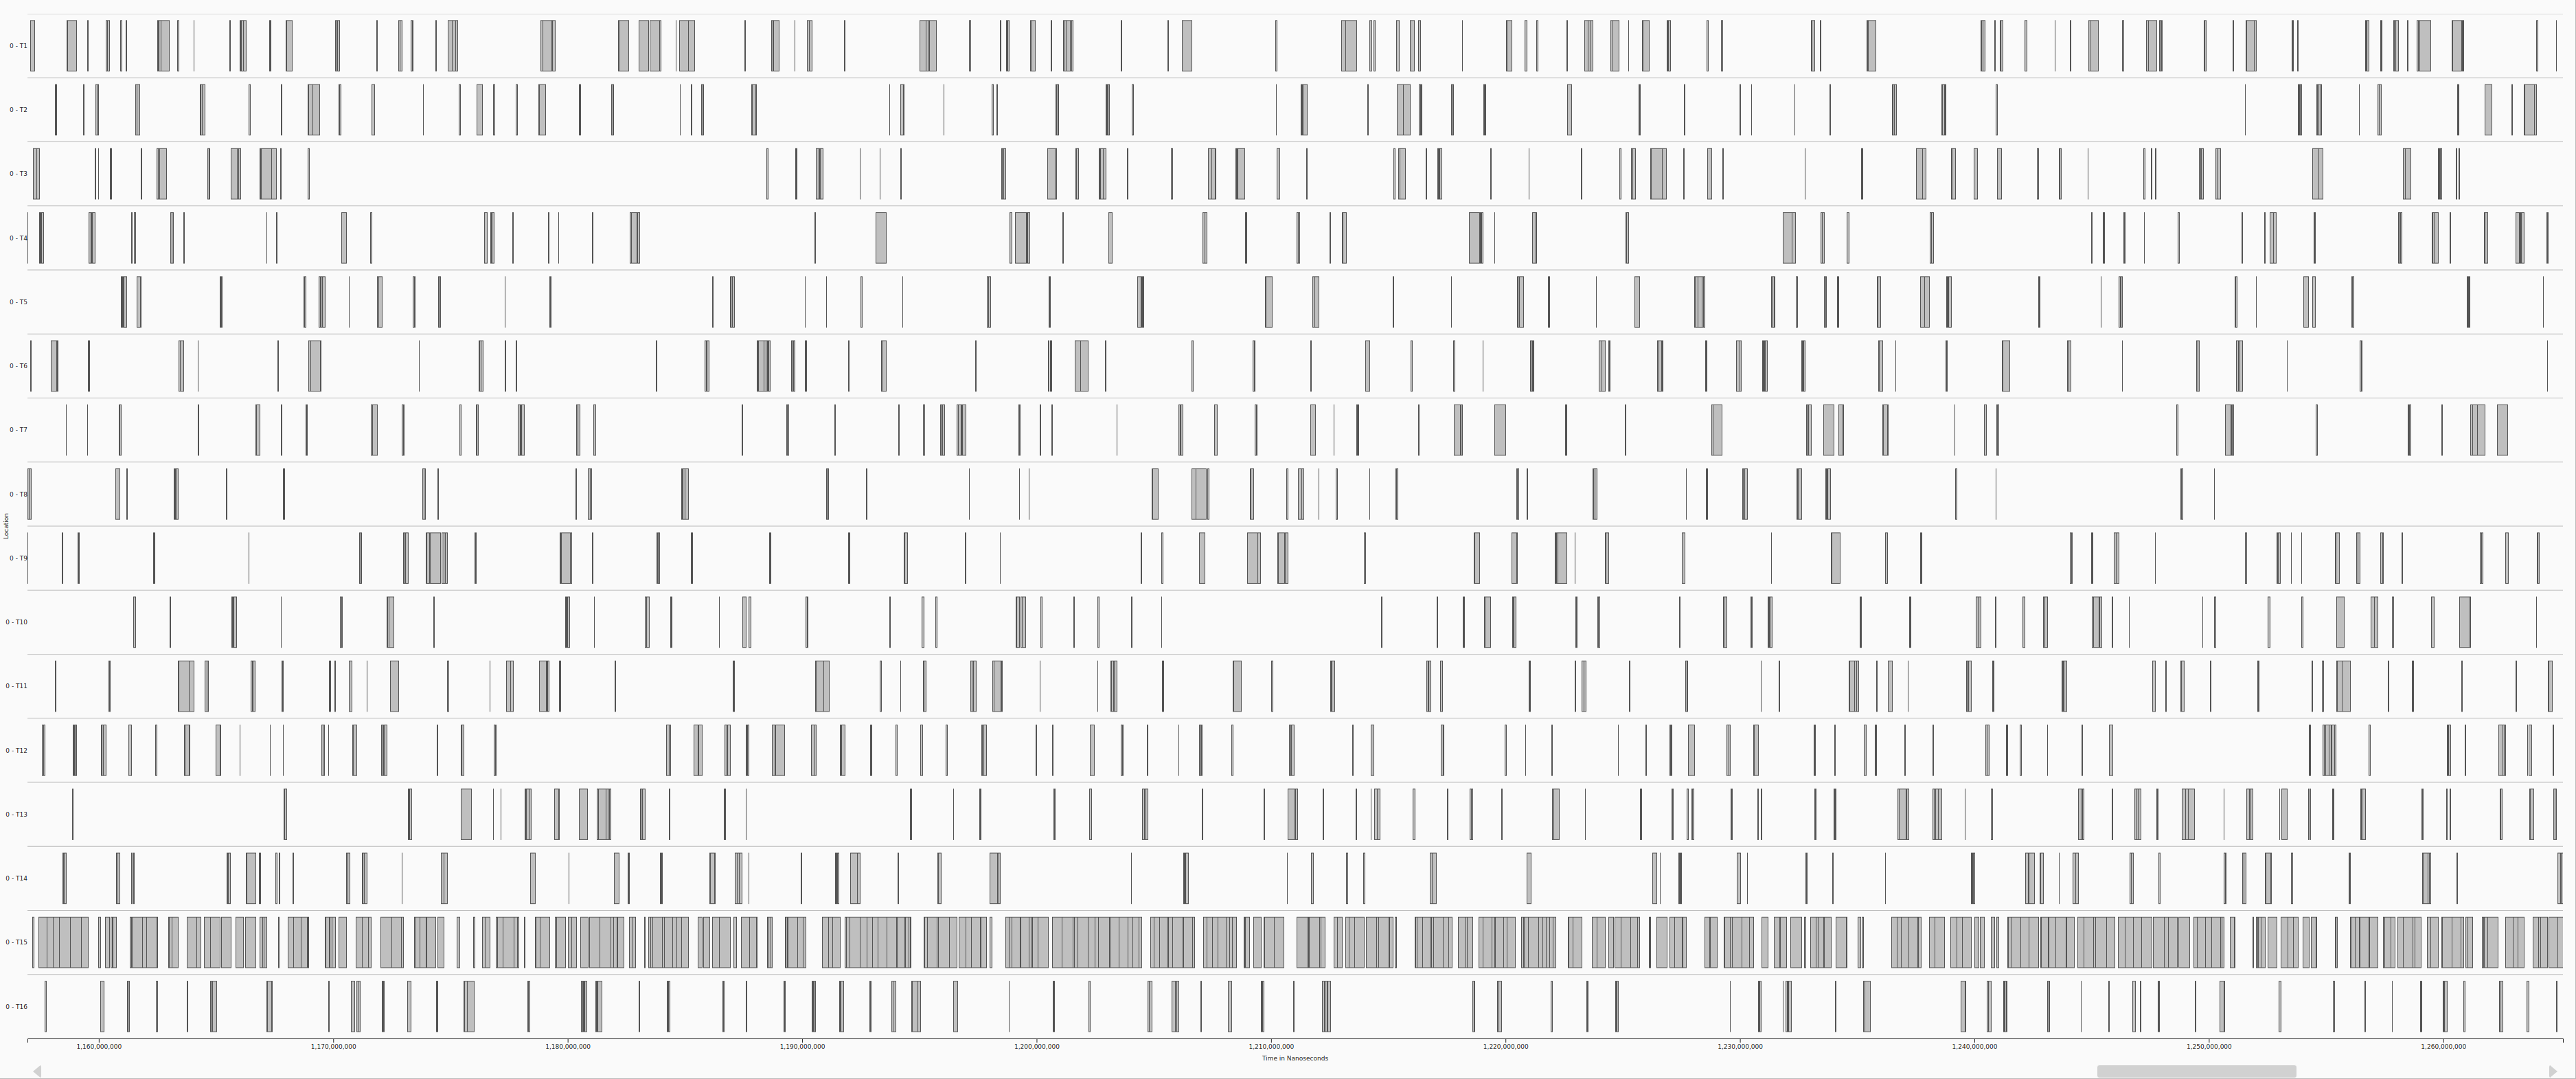 0 - T1
0 - T2
0 - T3
0 - T4
0 - T5
0 - T6
0 - T7
0 - T8
Location
0 - T9
0 - T10
0 - T11
0 - T12
0 - T13
0 - T14
0 - T15
0 - T16
1,160,000,000 1,170,000,000 1,180,000,000 1,190,000,000 1,200,000,000 1,210,000,000 1,220,000,000 1,230,000,000 1,240,000,000 1,250,000,000 1,260,000,000
Time in Nanoseconds